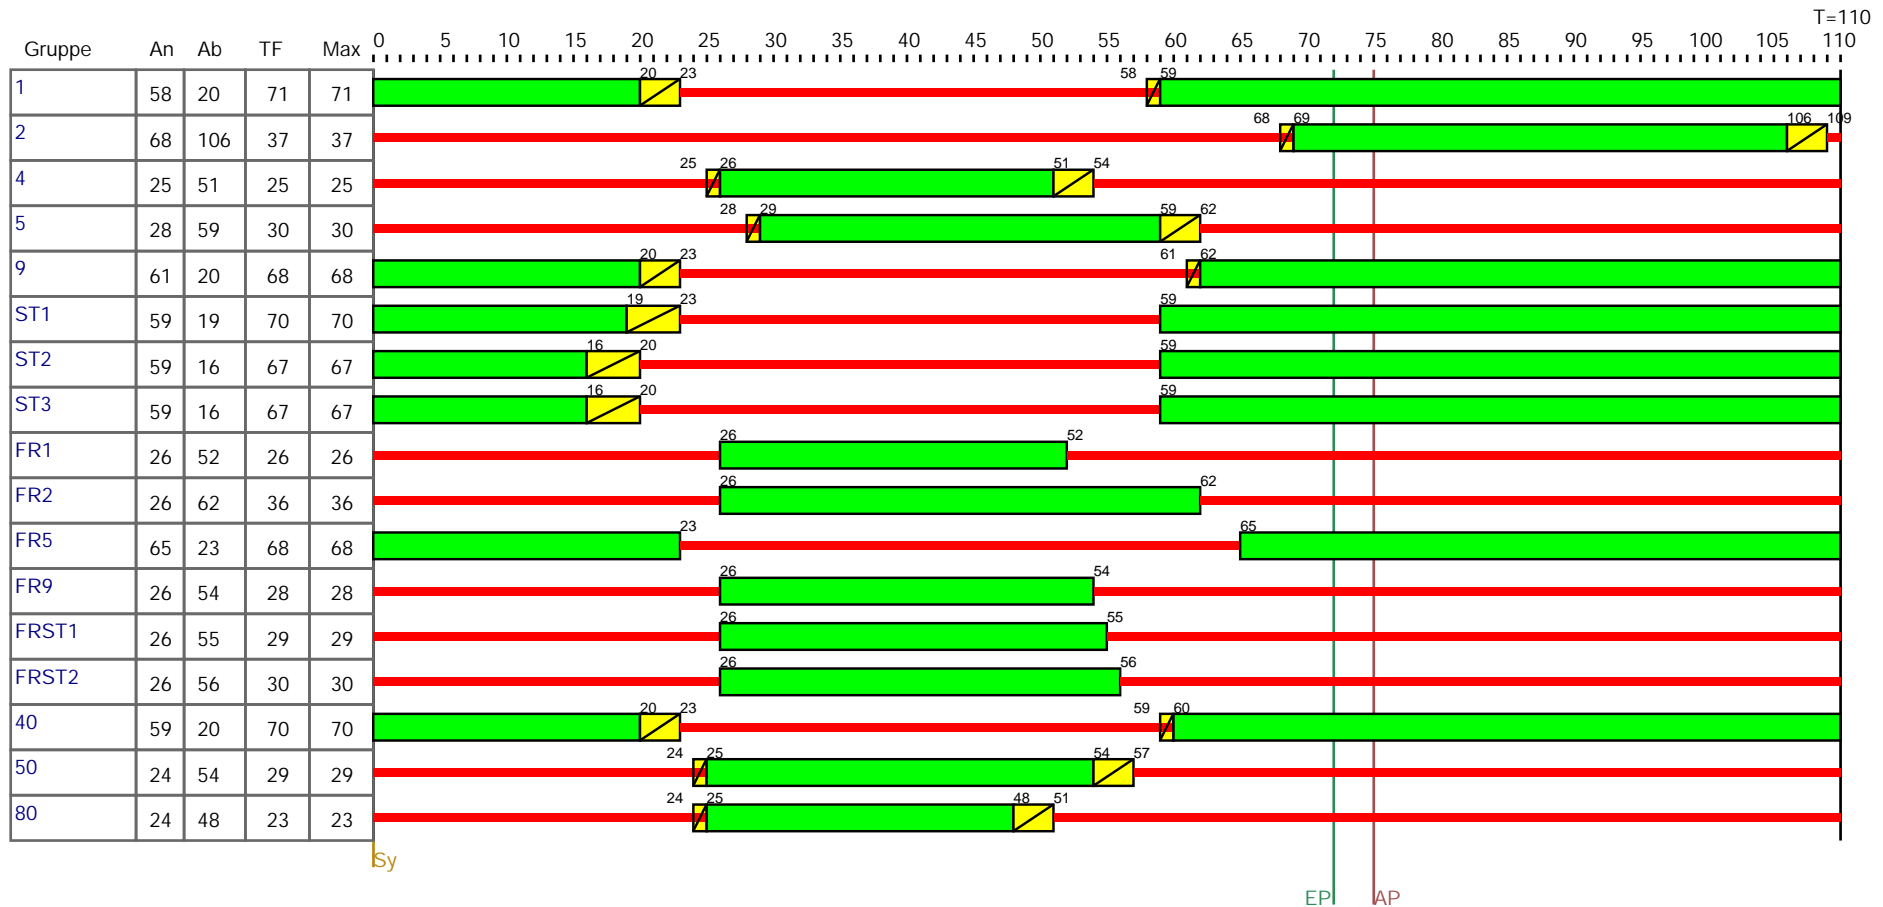 T=110
Gruppe An Ab TF Max 0 5 10 15 20 25 30 35 40 45 50 55 60 65 70 75 80 85 90 95 100 105 110
1 58 20 71 71 20 23 58 59
2 68 106 37 37 68 69 106 109
4 25 51 25 25 25 26 51 54
5 28 59 30 30 28 29 59 62
9 61 20 68 68 20 23 61 62
ST1 59 19 70 70 19 23 59
ST2 59 16 67 67 16 20 59
ST3 59 16 67 67 16 20 59
FR1 26 52 26 26 26 52
FR2 26 62 36 36 26 62
FR5 65 23 68 68 23 65
FR9 26 54 28 28 26 54
FRST1 26 55 29 29 26 55
FRST2 26 56 30 30 26 56
40 59 20 70 70 20 23 59 60
50 24 54 29 29 24 25 54 57
80 24 48 23 23 24 25 48 51
Sy
EP AP